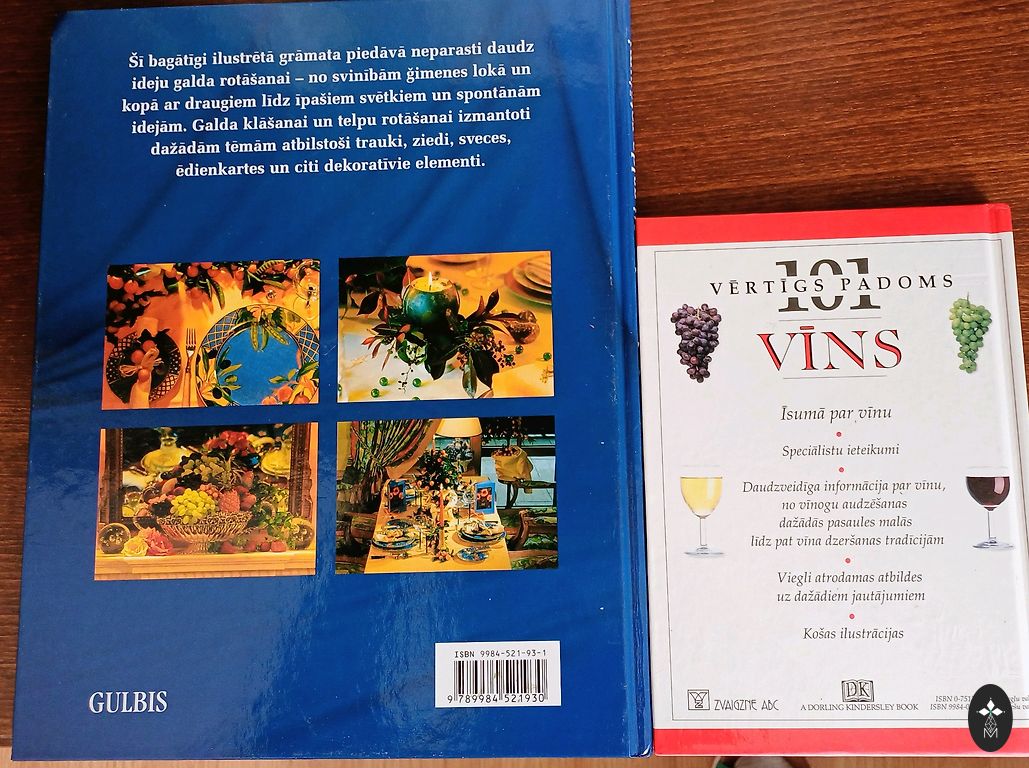 Šī bagātīgi ilustrētā grāmata piedāvā neparasti daudz
ideju galda rotāšanai – no svinībām ģimenes lokā un
kopā ar draugiem līdz īpašiem svētkiem un spontānām
idejām. Galda klāšanai un telpu rotāšanai izmantoti
dažādām tēmām atbilstoši trauki, ziedi, sveces,
ēdienkartes un citi dekoratīvie elementi.
ISBN 9984-521-93-1
9 789984 521930
GULBIS
101
VĒRTĪGS PADOMS
VĪNS
Īsumā par vīnu
Speciālistu ieteikumi
Daudzveidīga informācija par vīnu,
no vīnogu audzēšanas
dažādās pasaules malās
līdz pat vīna dzeršanas tradīcijām
Viegli atrodamas atbildes
uz dažādiem jautājumiem
Košas ilustrācijas
ZVAIGZNE ABC
DK
A DORLING KINDERSLEY BOOK
ISBN
ISBN
M